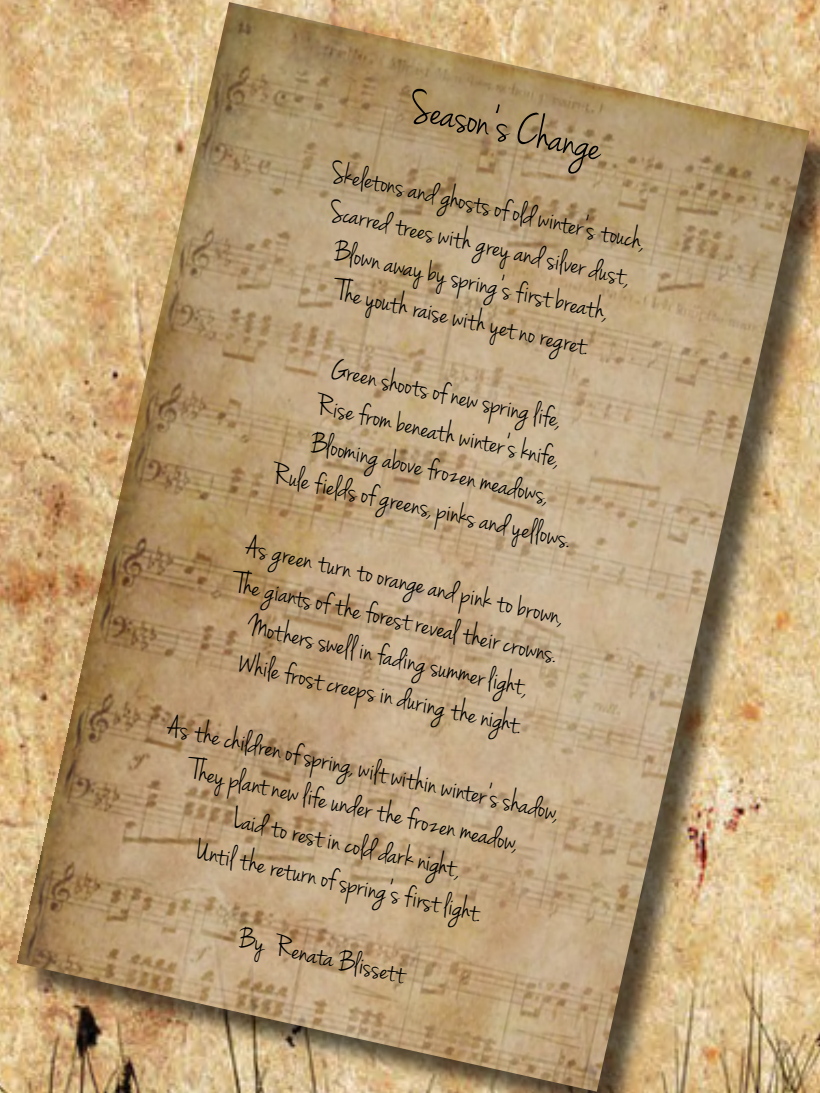 Season's Change
Skeletons and ghosts of old winter's touch,
Scarred trees with grey and silver dust,
Blown away by spring's first breath,
The youth raise with yet no regret.
Green shoots of new spring life,
Rise from beneath winter's knife,
Blooming above frozen meadows,
Rule fields of greens, pinks and yellows.
As green turn to orange and pink to brown,
The giants of the forest reveal their crowns.
Mothers swell in fading summer light,
While frost creeps in during the night.
As the children of spring, wilt within winter's shadow,
They plant new life under the frozen meadow,
Laid to rest in cold dark night,
Until the return of spring's first light.
By Renata Blissett